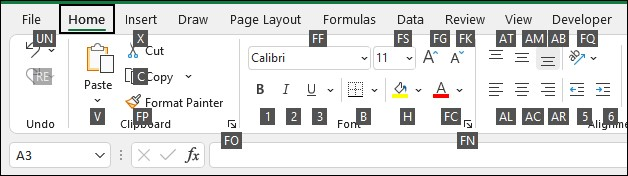 File Home Insert Draw Page Layout Formulas Data Review View Developer
UN X FF FS FG FK AT AM AB FQ
Cut
Calibri 11 A A ab
RE C Copy
Paste
Format Painter
B I U A
V FP 1 2 3 B H FC AL AC AR 5 6
Undo Clipboard Font Alignme
FO FN
A3 fx